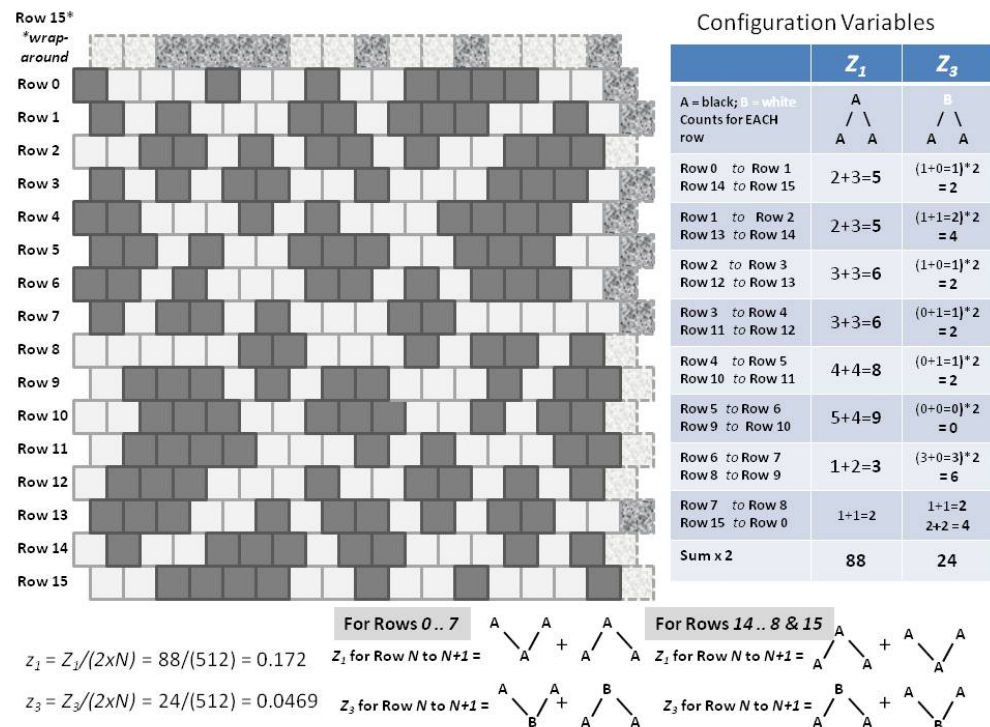 Row 15*
*wrap-
around
Row 0
Row 1
Row 2
Row 3
Row 4
Row 5
Row 6
Row 7
Row 8
Row 9
Row 10
Row 11
Row 12
Row 13
Row 14
Row 15
Configuration Variables
Z1 Z3
A = black; B = white
Counts for EACH
row
A
/ \
A A
B
/ \
A A
Row 0 to Row 1
Row 14 to Row 15
2+3=5
(1+0=1)*2
= 2
Row 1 to Row 2
Row 13 to Row 14
2+3=5
(1+1=2)*2
= 4
Row 2 to Row 3
Row 12 to Row 13
3+3=6
(1+0=1)*2
= 2
Row 3 to Row 4
Row 11 to Row 12
3+3=6
(0+1=1)*2
= 2
Row 4 to Row 5
Row 10 to Row 11
4+4=8
(0+1=1)*2
= 2
Row 5 to Row 6
Row 9 to Row 10
5+4=9
(0+0=0)*2
= 0
Row 6 to Row 7
Row 8 to Row 9
1+2=3
(3+0=3)*2
= 6
Row 7 to Row 8
Row 15 to Row 0
1+1=2
1+1=2
2+2 = 4
Sum x 2 88 24
z1 = Z1/(2xN) = 88/(512) = 0.172
z3 = Z3/(2xN) = 24/(512) = 0.0469
For Rows 0 .. 7
A A A
Z1 for Row N to N+1 = +
A A A
A A B
Z3 for Row N to N+1 = +
B A A
For Rows 14 .. 8 & 15
A A A
Z1 for Row N to N+1 = +
A A A
B A A
Z3 for Row N to N+1 = +
A A B